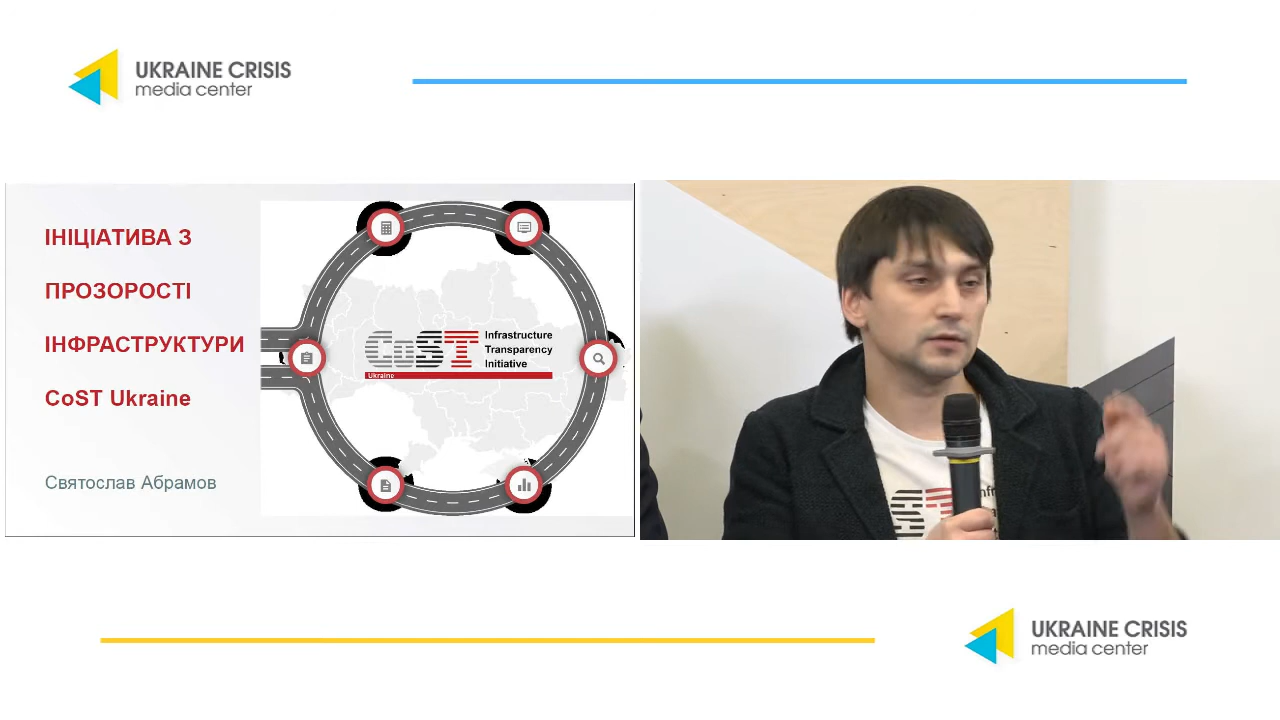 UKRAINE CRISIS
media center
ІНІЦІАТИВА З
ПРОЗОРОСТІ
ІНФРАСТРУКТУРИ
CoST Ukraine
Святослав Абрамов
CoST
Infrastructure
Transparency
Initiative
Ukraine
UKRAINE CRISIS
media center